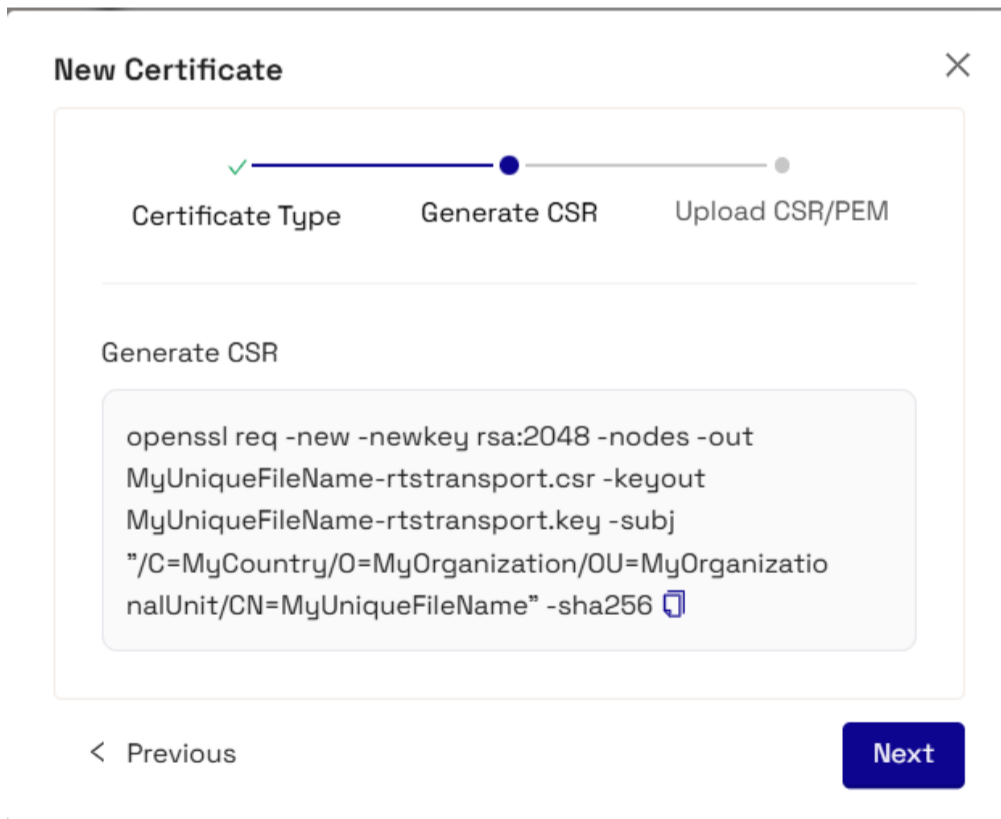 New Certificate
Certificate Type
Generate CSR
Upload CSR/PEM
Generate CSR
openssl req -new -newkey rsa:2048 -nodes -out
MyUniqueFileName-rtstransport.csr -keyout
MyUniqueFileName-rtstransport.key -subj
"/C=MyCountry/O=MyOrganization/OU=MyOrganizatio
nalUnit/CN=MyUniqueFileName" -sha256
Previous
Next